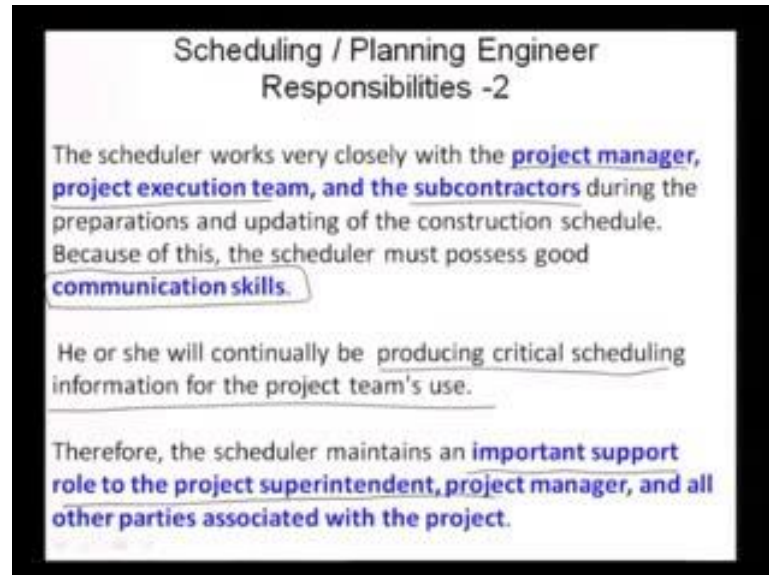 Scheduling / Planning Engineer
Responsibilities -2
The scheduler works very closely with the project manager,
project execution team, and the subcontractors during the
preparations and updating of the construction schedule.
Because of this, the scheduler must possess good
communication skills.
He or she will continually be producing critical scheduling
information for the project team's use.
Therefore, the scheduler maintains an important support
role to the project superintendent, project manager, and all
other parties associated with the project.